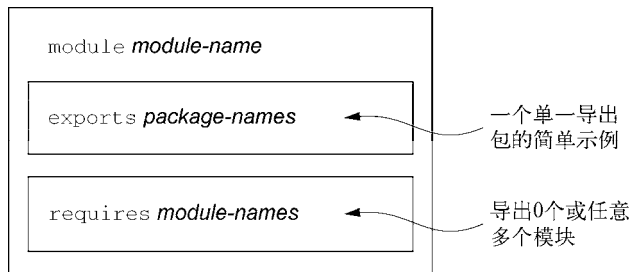 module module-name
exports package-names
一个单一导出
包的简单示例
requires module-names
导出0个或任意
多个模块